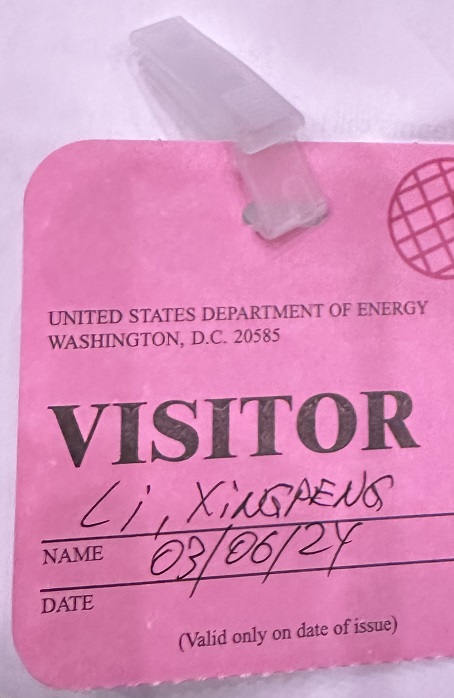 UNITED STATES DEPARTMENT OF ENERGY
WASHINGTON, D.C. 20585
VISITOR
Li, XiNGPENG
NAME
03/06/24
DATE
(Valid only on date of issue)